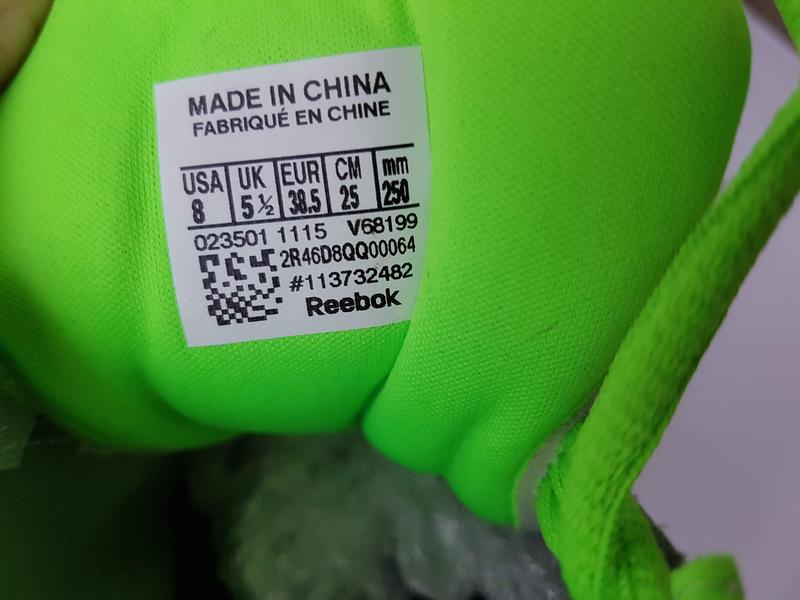 MADE IN CHINA
FABRIQUÉ EN CHINE
USA UK EUR CM mm
8 5 ½ 38.5 25 250
023501 1115 V68199
2R46D8QQ00064
#113732482
Reebok